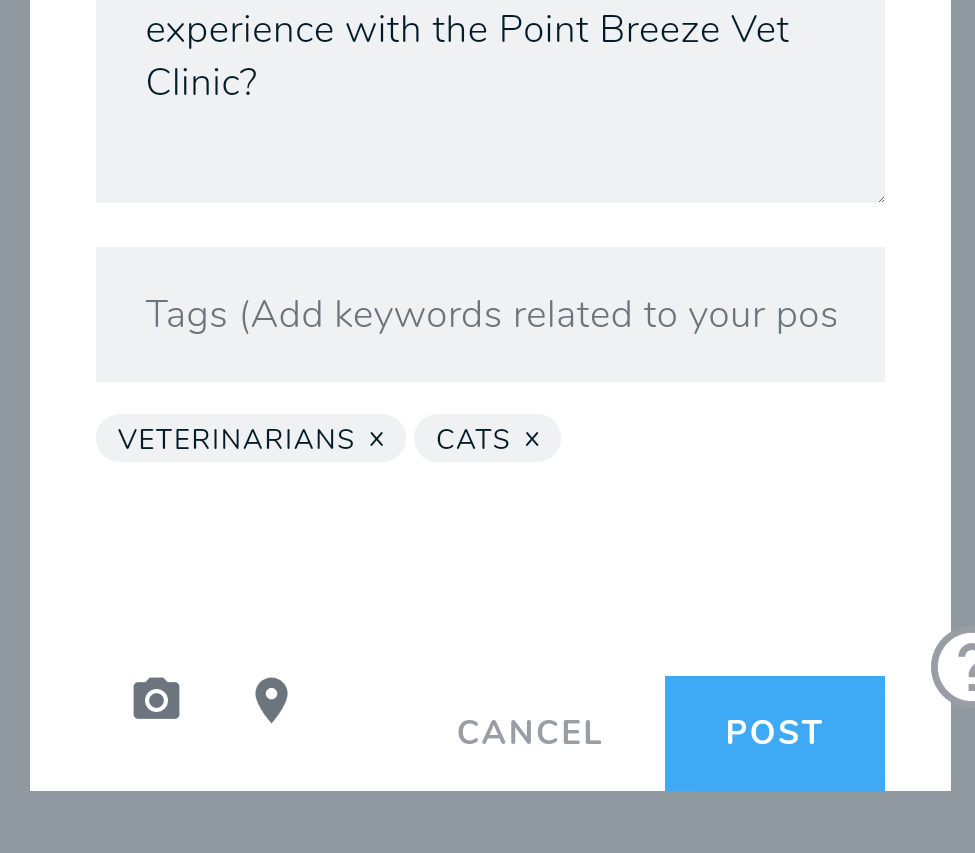 experience with the Point Breeze Vet
Clinic?
Tags (Add keywords related to your pos
VETERINARIANS x CATS x
?
CANCEL POST